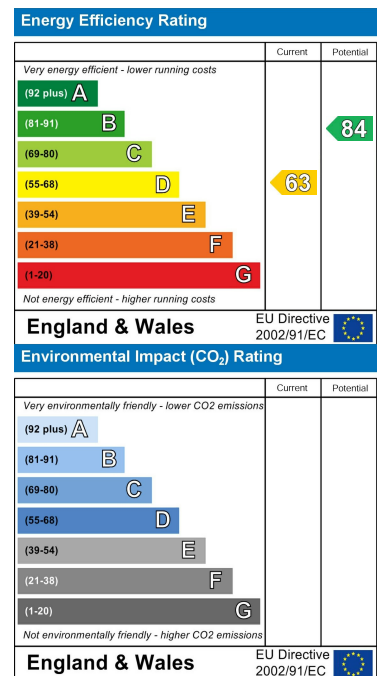 Energy Efficiency Rating
Current Potential
Very energy efficient - lower running costs
(92 plus) A
(81-91) B
84
(69-80) C
(55-68) D
63
(39-54) E
(21-38) F
(1-20) G
Not energy efficient - higher running costs
England & Wales
EU Directive
2002/91/EC
Environmental Impact (CO₂) Rating
Current Potential
Very environmentally friendly - lower CO2 emissions
(92 plus) A
(81-91) B
(69-80) C
(55-68) D
(39-54) E
(21-38) F
(1-20) G
Not environmentally friendly - higher CO2 emissions
England & Wales
EU Directive
2002/91/EC